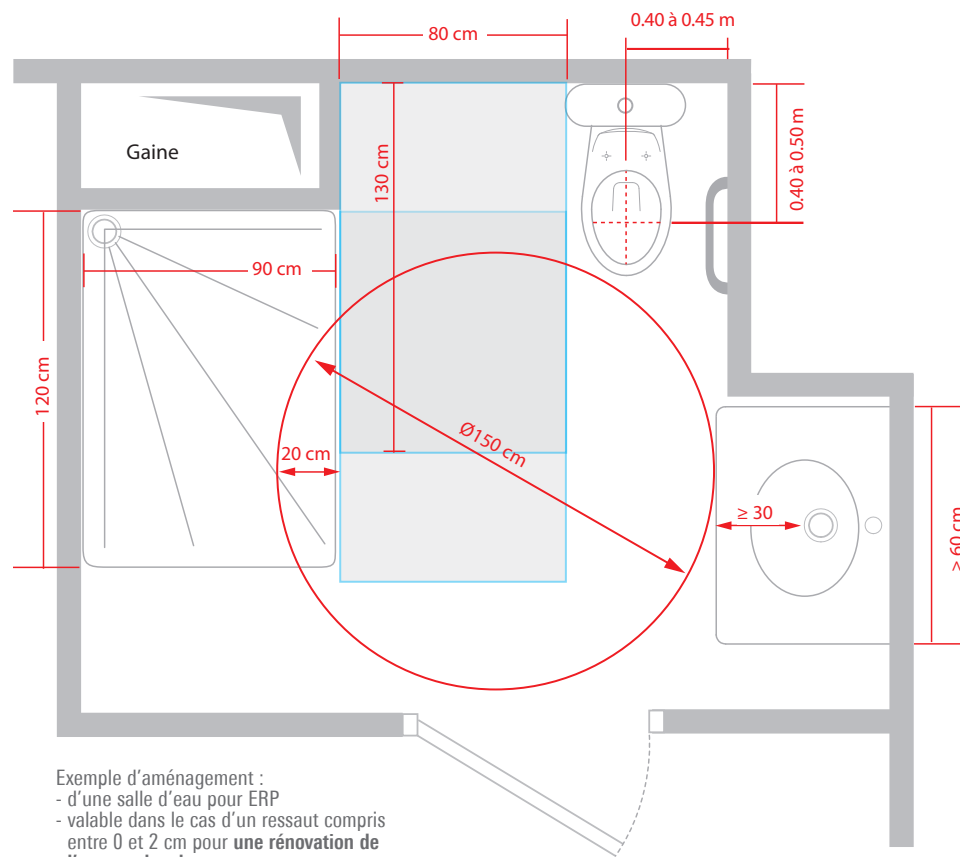 0.40 à 0.45 m
80 cm
Gaine
130 cm
0.40 à 0.50 m
90 cm
120 cm
20 cm
Ø150 cm
≥ 30
≥ 60 cm
Exemple d’aménagement :
- d’une salle d’eau pour ERP
- valable dans le cas d’un ressaut compris
entre 0 et 2 cm pour une rénovation de